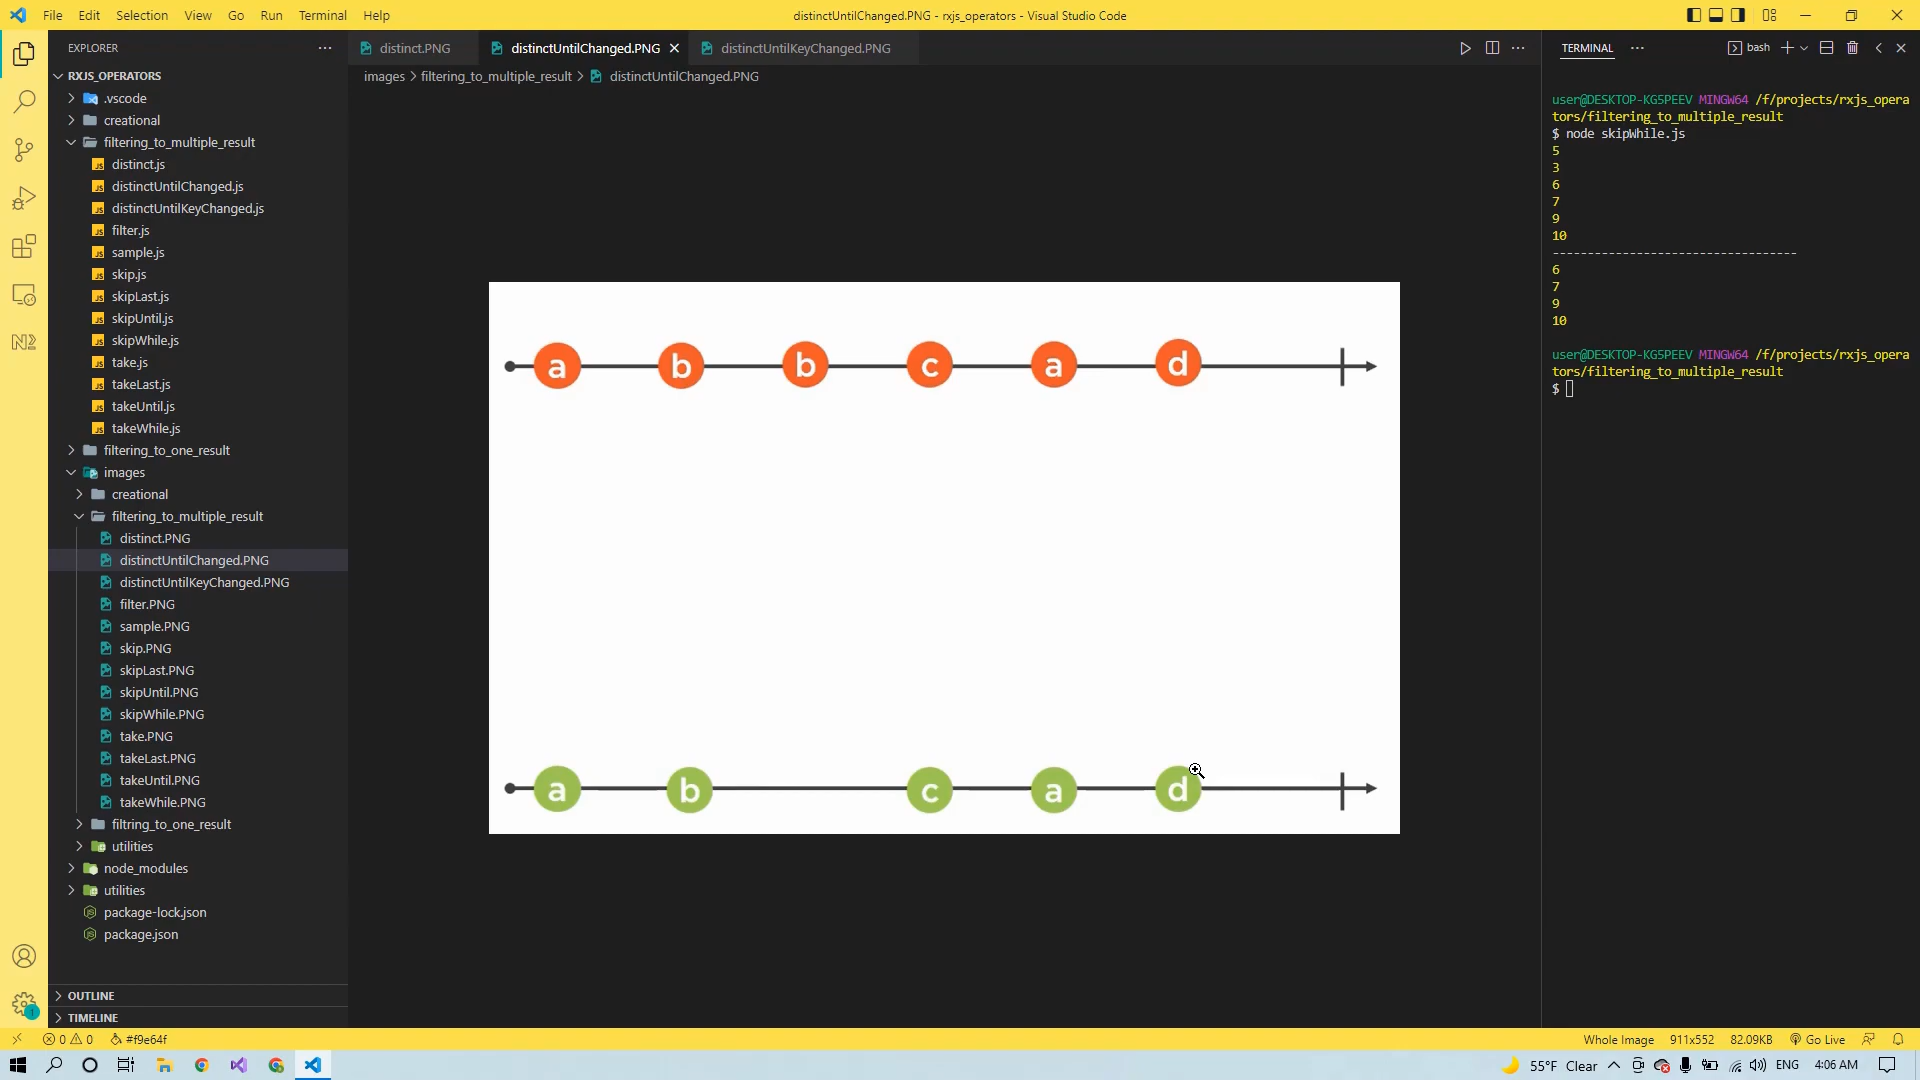 File Edit Selection View Go Run Terminal Help
distinctUntilChanged.PNG - rxjs_operators - Visual Studio Code
EXPLORER
RXJS_OPERATORS
.vscode
creational
filtering_to_multiple_result
distinct.js
distinctUntilChanged.js
distinctUntilKeyChanged.js
filter.js
sample.js
skip.js
skipLast.js
skipUntil.js
skipWhile.js
take.js
takeLast.js
takeUntil.js
takeWhile.js
filtering_to_one_result
images
creational
filtering_to_multiple_result
distinct.PNG
distinctUntilChanged.PNG
distinctUntilKeyChanged.PNG
filter.PNG
sample.PNG
skip.PNG
skipLast.PNG
skipUntil.PNG
skipWhile.PNG
take.PNG
takeLast.PNG
takeUntil.PNG
takeWhile.PNG
filtring_to_one_result
utilities
node_modules
utilities
package-lock.json
package.json
OUTLINE
TIMELINE
distinct.PNG distinctUntilChanged.PNG distinctUntilKeyChanged.PNG
images > filtering_to_multiple_result > distinctUntilChanged.PNG
a b b c a d
a b c a d
TERMINAL
bash
user@DESKTOP-KG5PEEV MINGW64 /f/projects/rxjs_opera
tors/filtering_to_multiple_result
$ node skipWhile.js
5
3
6
7
9
10
-----------------------------------
6
7
9
10
user@DESKTOP-KG5PEEV MINGW64 /f/projects/rxjs_opera
tors/filtering_to_multiple_result
$
0 0 #f9e64f
Whole Image 911x552 82.09KB Go Live
55°F Clear ENG 4:06 AM